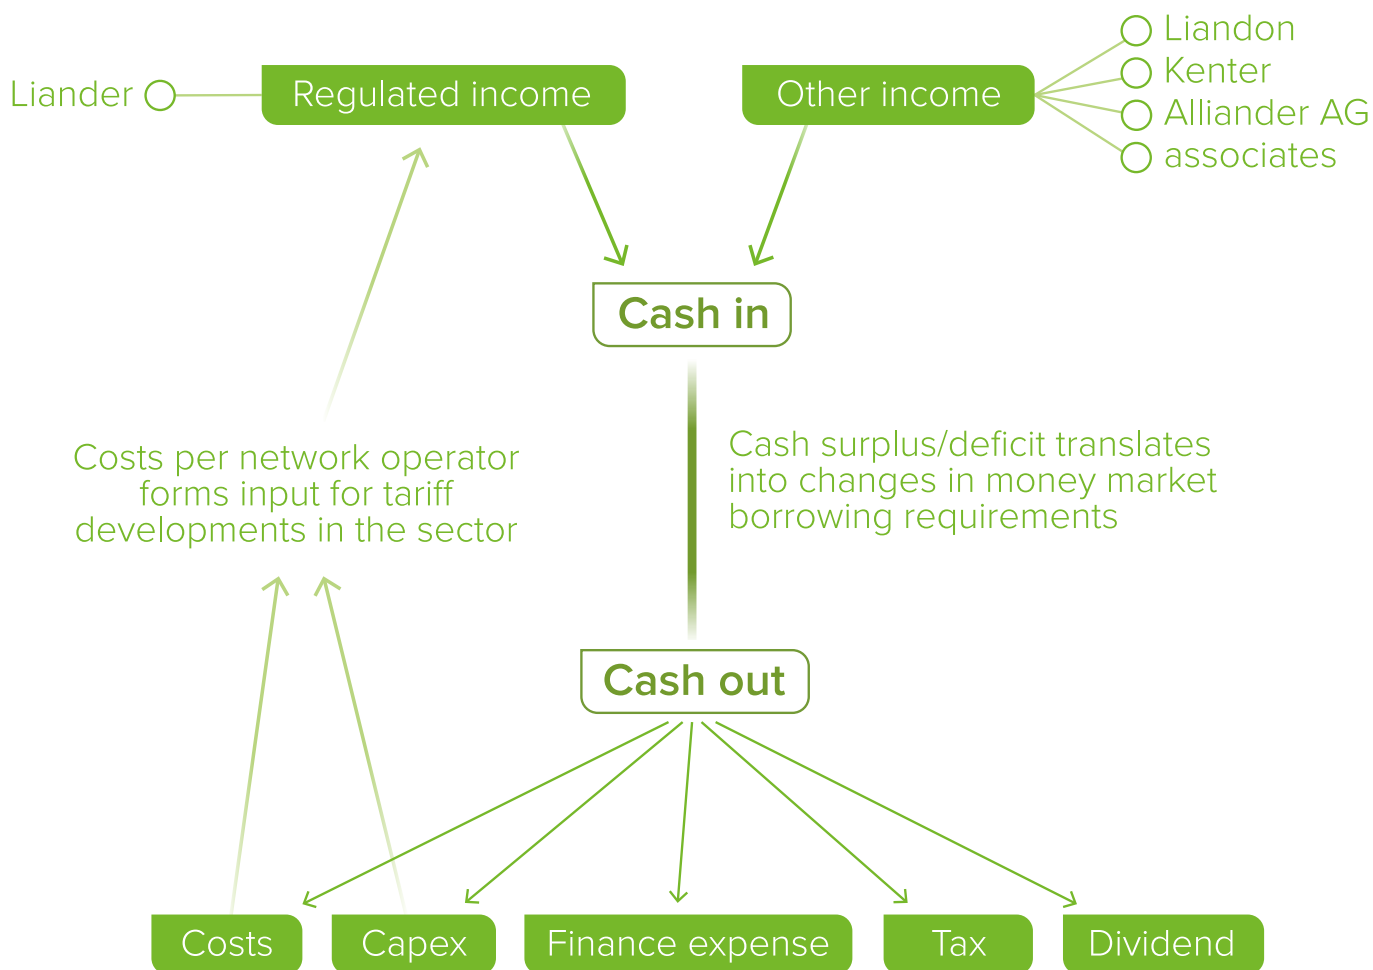 Liander
Regulated income
Other income
Liandon
Kenter
Alliander AG
associates
Cash in
Costs per network operator
forms input for tariff
developments in the sector
Cash surplus/deficit translates
into changes in money market
borrowing requirements
Cash out
Costs
Capex
Finance expense
Tax
Dividend